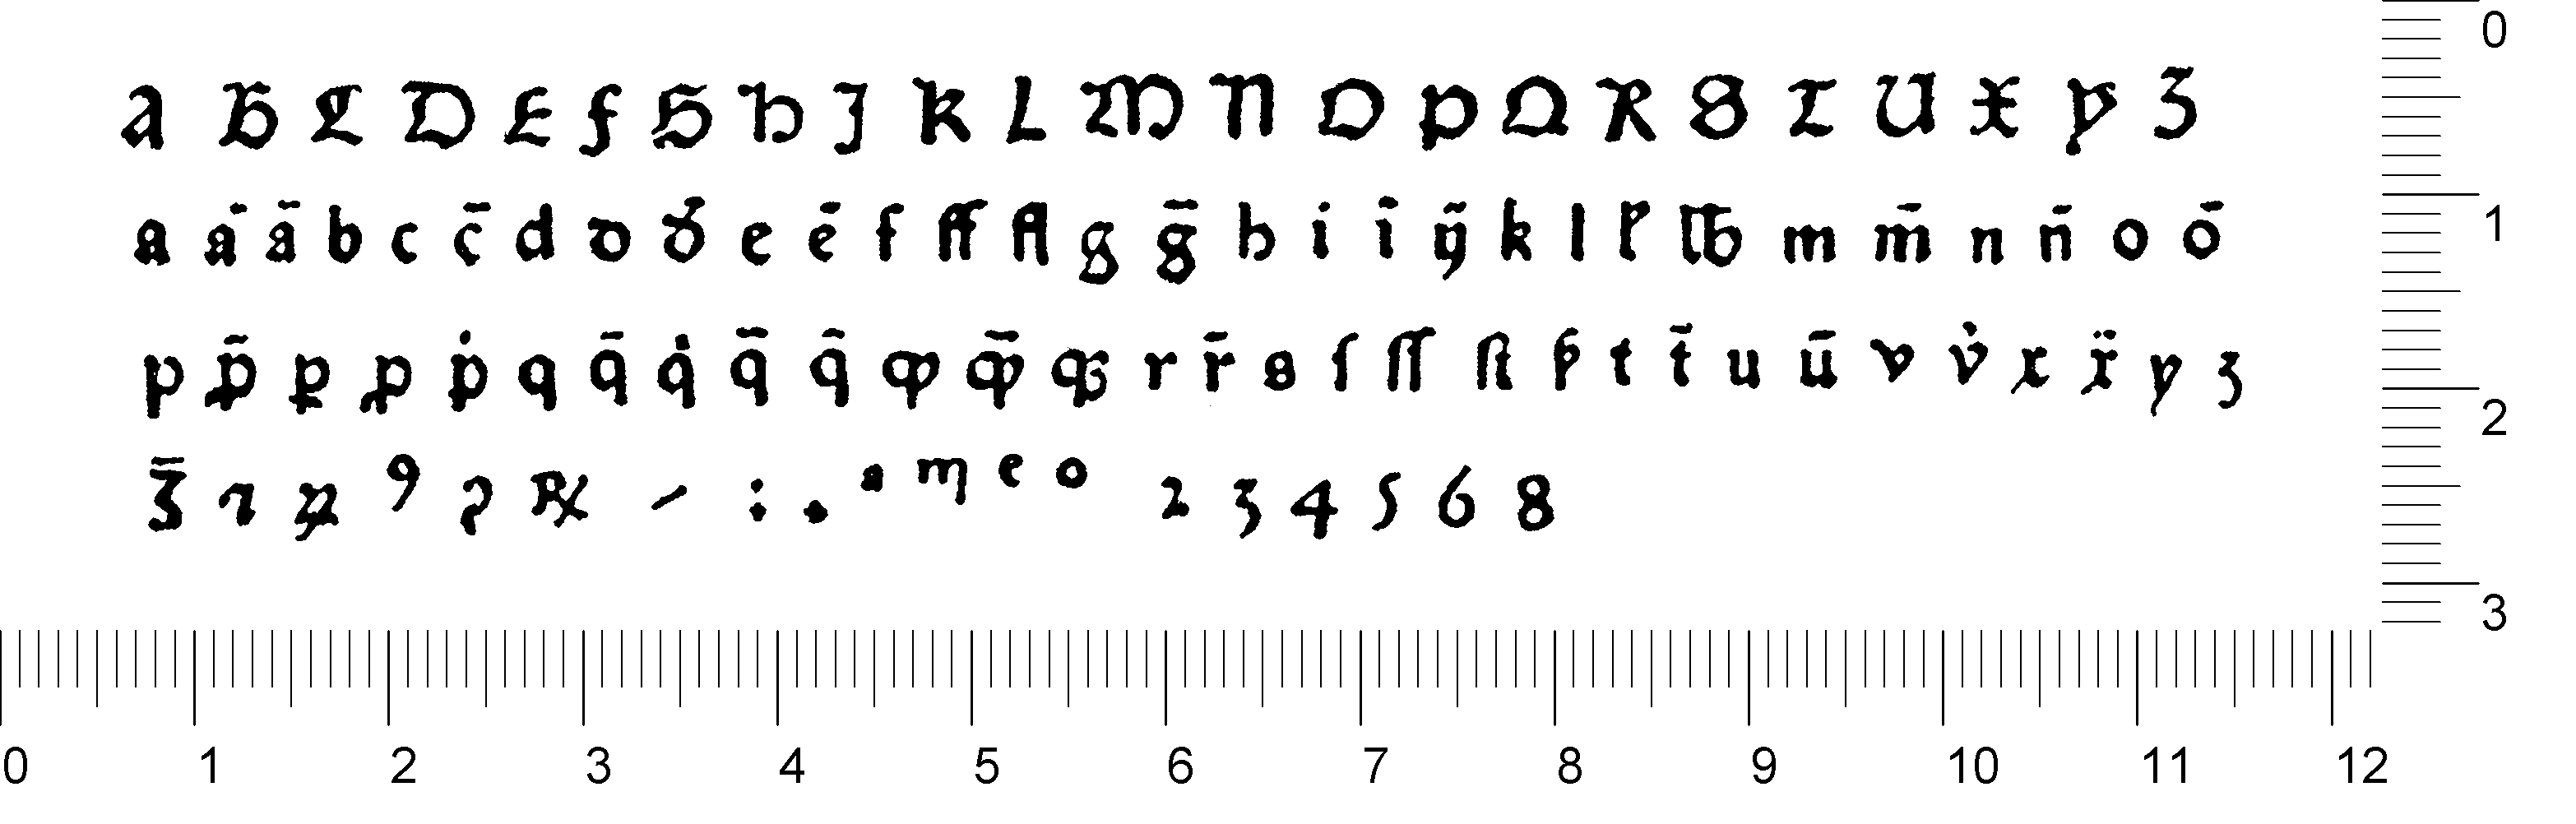 A B C D E F G H J K L M N O P Q R S T U X Y Z
a a̅ ã b c c̅ d d ð e e̅ f ff fl g g̅ h i i̅ ỹ k l ꝉ lb m m̅ n n̅ o o̅
p p̃ ꝑ ꝓ ṗ q q̅ q̇ q̃ q̂ ꝙ ꝙ̃ qꝫ r r̅ s ſ ſſ ſt ẜ t t̅ u u̅ v v̇ x ẍ y z
Z̅ ꝛ ꝝ ꝰ ? ℞ / : . ᵃ ᵐ ᵉ ᵒ 2 3 4 5 6 8
0 1 2 3 4 5 6 7 8 9 10 11 12
0
1
2
3